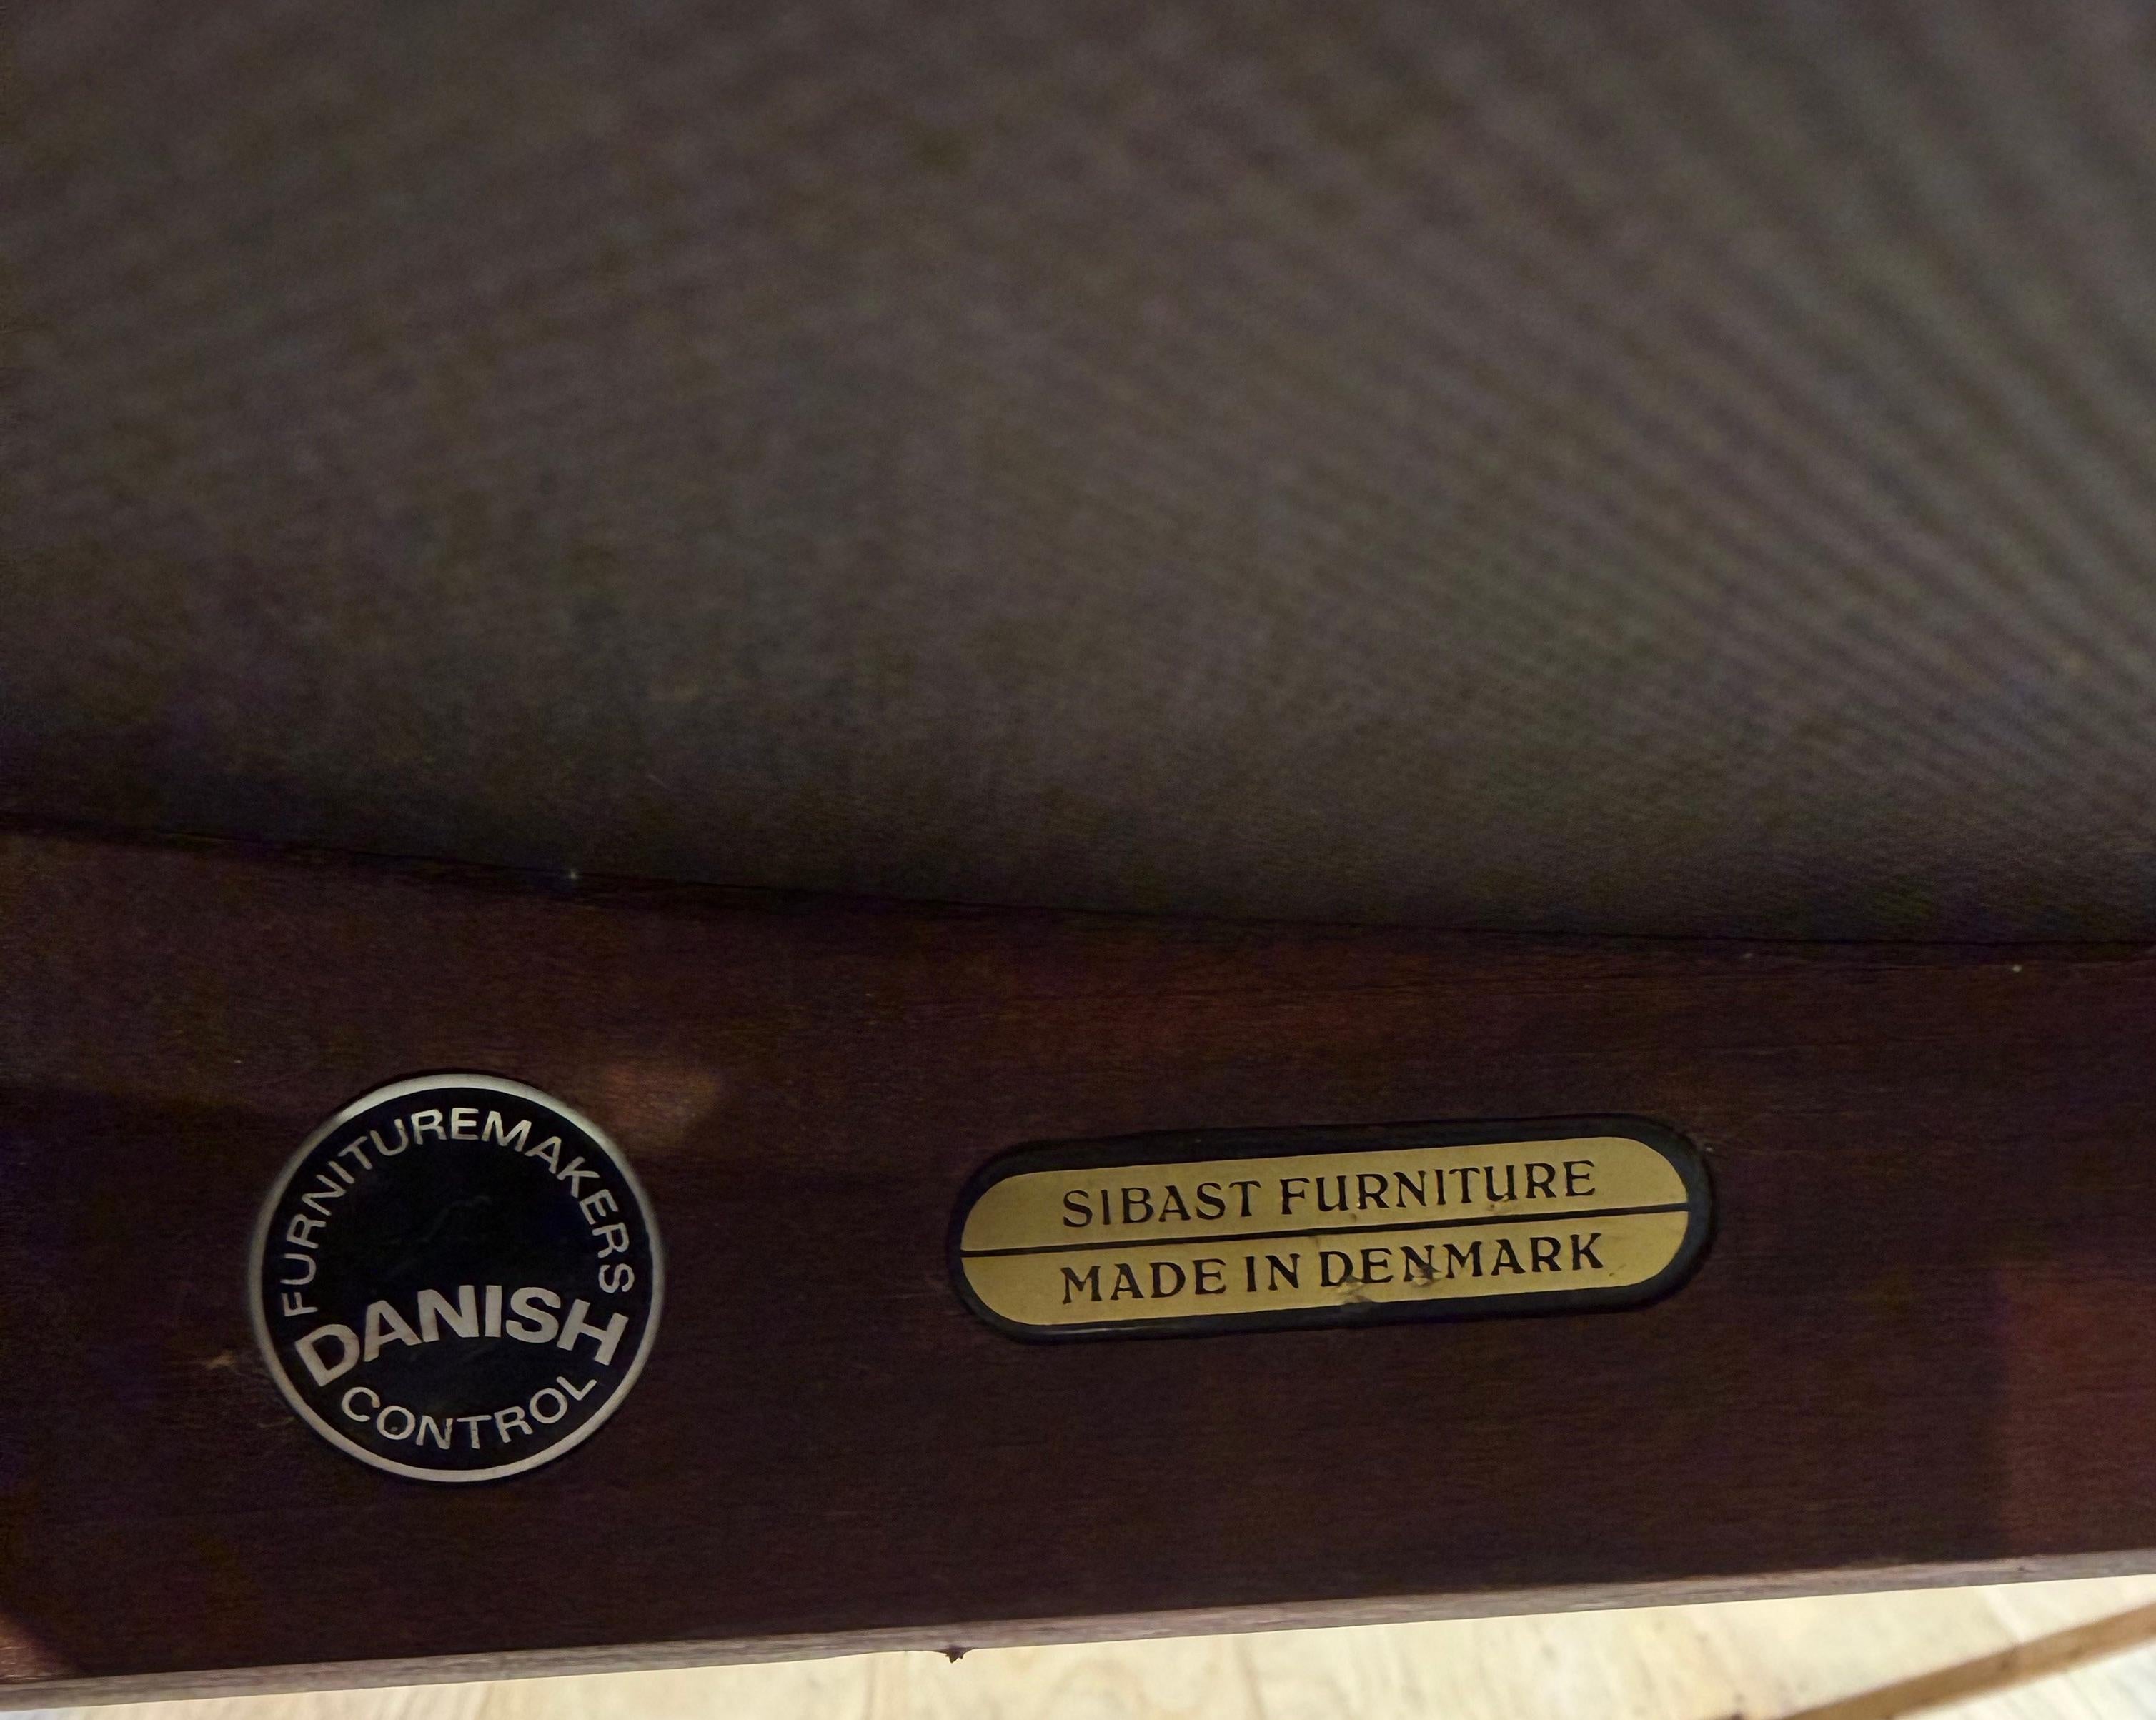 FURNITUREMAKERS
DANISH
CONTROL
SIBAST FURNITURE
MADE IN DENMARK